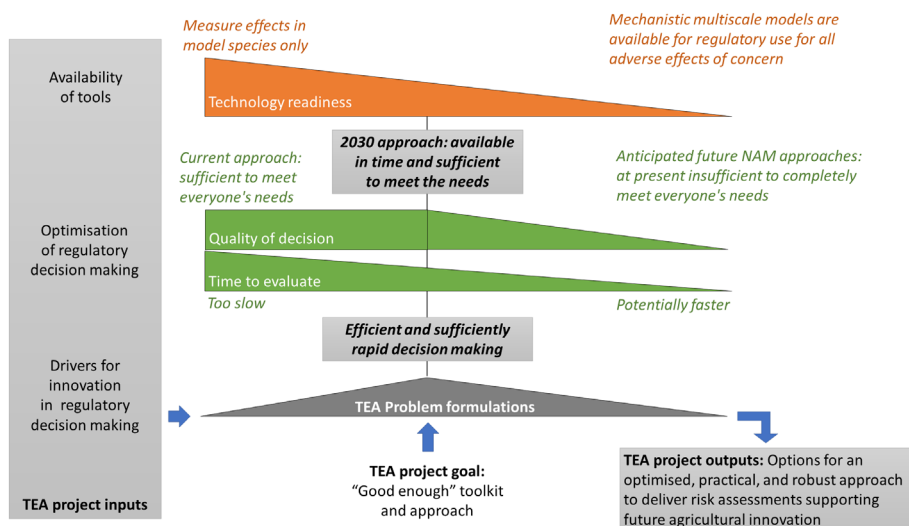 Measure effects in
model species only
Mechanistic multiscale models are
available for regulatory use for all
adverse effects of concern
Availability
of tools
Technology readiness
2030 approach: available
in time and sufficient
to meet the needs
Current approach:
sufficient to meet
everyone's needs
Anticipated future NAM approaches:
at present insufficient to completely
meet everyone's needs
Optimisation
of regulatory
decision making
Quality of decision
Time to evaluate
Too slow
Potentially faster
Efficient and sufficiently
rapid decision making
Drivers for
innovation
in regulatory
decision making
TEA Problem formulations
TEA project inputs
TEA project goal:
“Good enough” toolkit
and approach
TEA project outputs: Options for an
optimised, practical, and robust approach
to deliver risk assessments supporting
future agricultural innovation